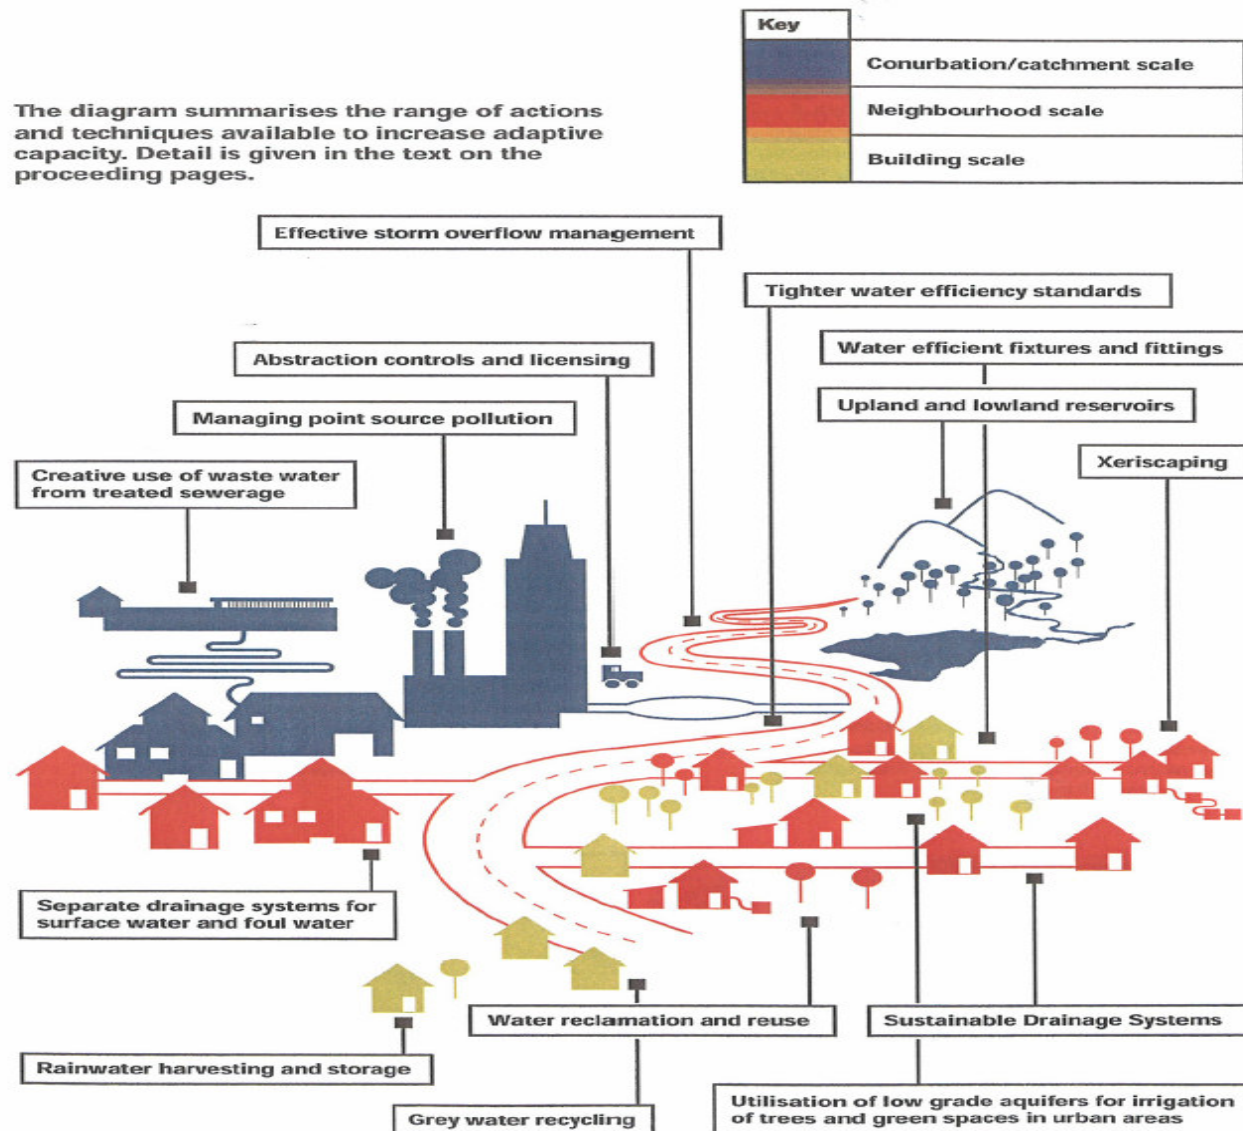 Key
Conurbation/catchment scale
Neighbourhood scale
Building scale
The diagram summarises the range of actions
and techniques available to increase adaptive
capacity. Detail is given in the text on the
proceeding pages.
Effective storm overflow management
Tighter water efficiency standards
Abstraction controls and licensing
Water efficient fixtures and fittings
Managing point source pollution
Upland and lowland reservoirs
Creative use of waste water
from treated sewerage
Xeriscaping
Separate drainage systems for
surface water and foul water
Water reclamation and reuse
Sustainable Drainage Systems
Rainwater harvesting and storage
Grey water recycling
Utilisation of low grade aquifers for irrigation
of trees and green spaces in urban areas